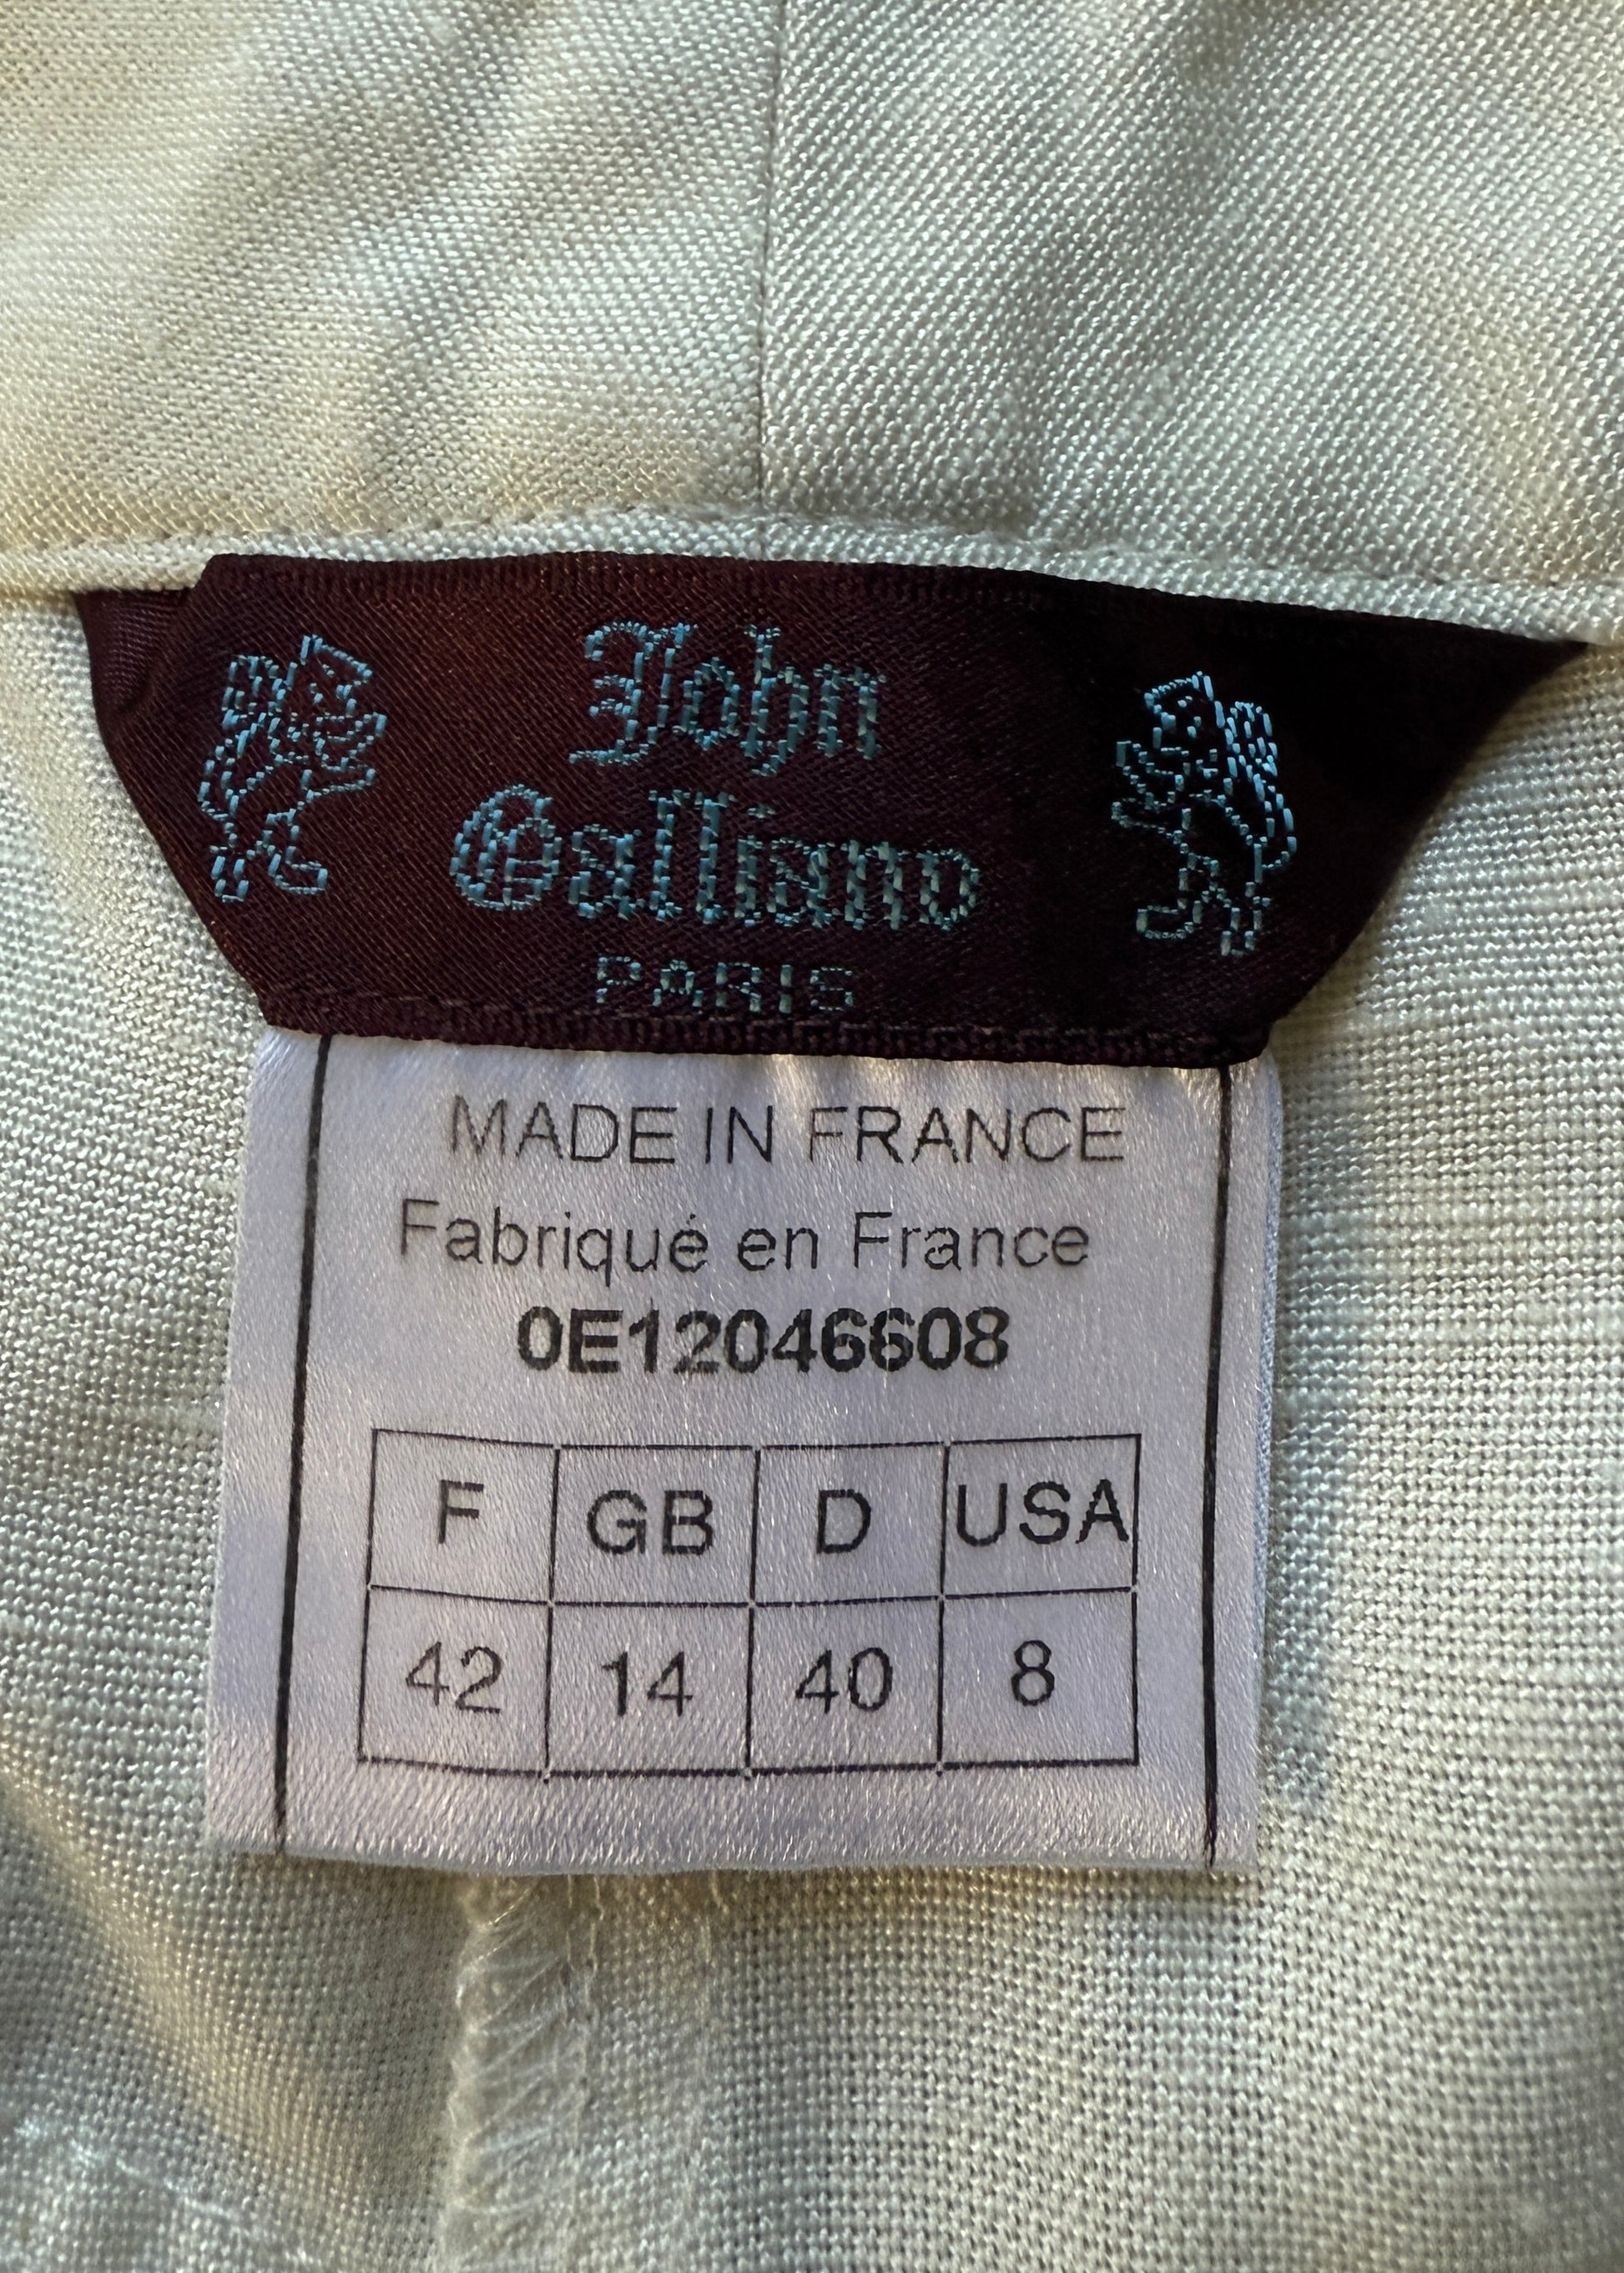 John
Galliano
PARIS
MADE IN FRANCE
Fabriqué en France
0E12046608
F GB D USA
42 14 40 8